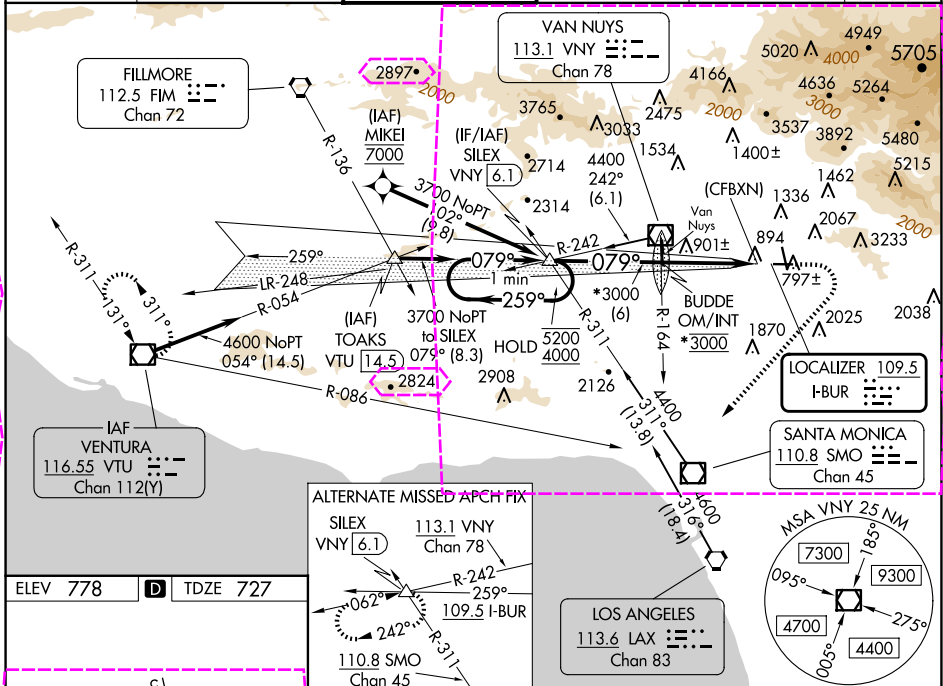 VAN NUYS
113.1 VNY
Chan 78
FILLMORE
112.5 FIM
Chan 72
2897
2000
(IAF)
MIKEI
7000
(IF/IAF)
SILEX
VNY 6.1
3765
3033
2714
2314
4400
242°
(6.1)
2475
1534
4166
2000
5020
4000
4949
5705
4636
3000
5264
3537
3892
5480
1400±
5215
1462
1336
2067
3233
2000
(CFBXN)
R-136
3700 NoPT
102°
(9.8)
R-242
Van
Nuys
901±
894
797±
259°
LR-248
R-054
079°
1 min
259°
079°
*3000
(6)
BUDDE
OM/INT
*3000
R-164
R-311
131°
311°
4600 NoPT
054° (14.5)
(IAF)
TOAKS
VTU 14.5
3700 NoPT
to SILEX
079° (8.3)
HOLD 5200
4000
R-311
R-086
2824
2908
2126
1870
2025
2038
LOCALIZER 109.5
I-BUR
4400
311°
(13.8)
SANTA MONICA
110.8 SMO
Chan 45
IAF
VENTURA
116.55 VTU
Chan 112(Y)
4600
316°
(18.4)
LOS ANGELES
113.6 LAX
Chan 83
ALTERNATE MISSED APCH FIX
SILEX
VNY 6.1
113.1 VNY
Chan 78
R-242
259°
109.5 I-BUR
062°
242°
R-311
110.8 SMO
Chan 45
MSA VNY 25 NM
7300
185°
9300
095°
275°
4700
005°
4400
ELEV 778
D
TDZE 727